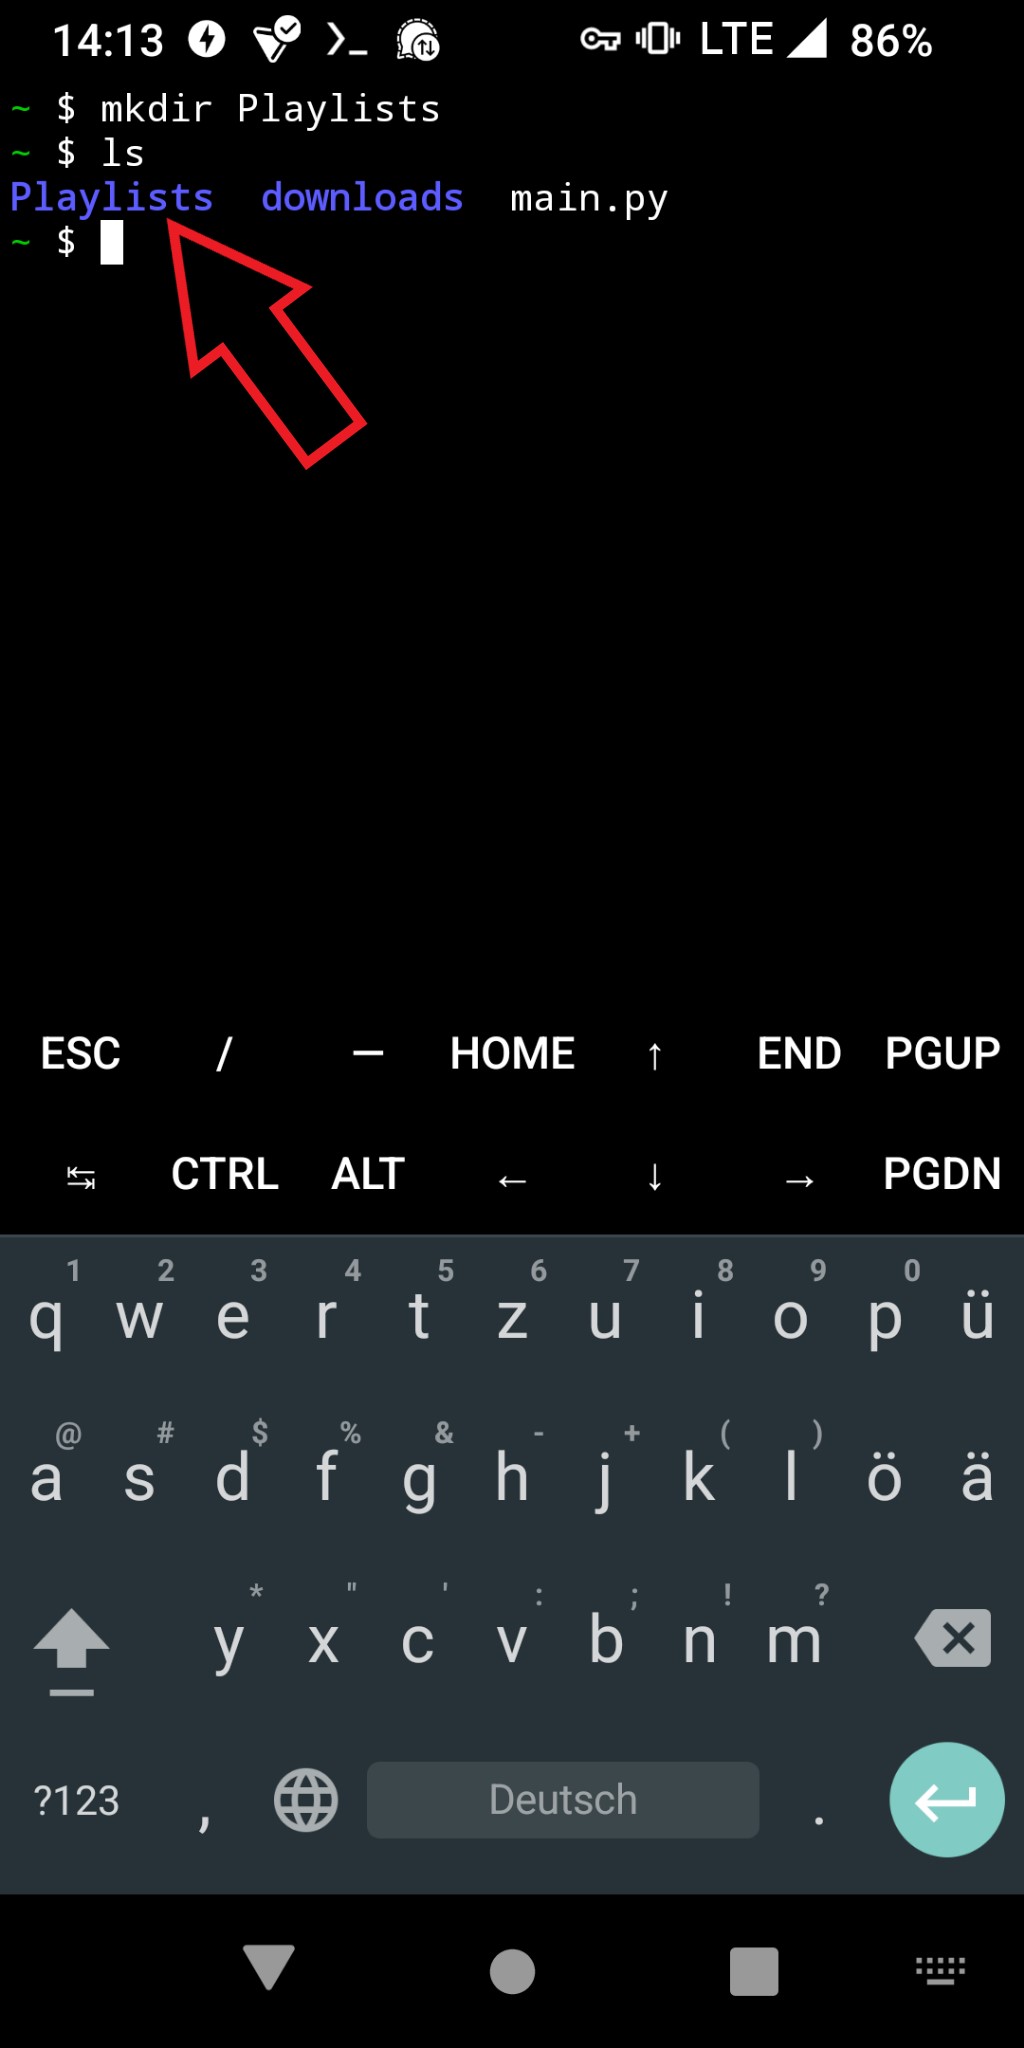 14:13 LTE 86%
~ $ mkdir Playlists
~ $ ls
Playlists downloads main.py
~ $
ESC / — HOME ↑ END PGUP
↹ CTRL ALT ← ↓ → PGDN
1 2 3 4 5 6 7 8 9 0
q w e r t z u i o p ü
@ # $ % & - + ( )
a s d f g h j k l ö ä
* " ' : ; ! ?
y x c v b n m
?123 , Deutsch .